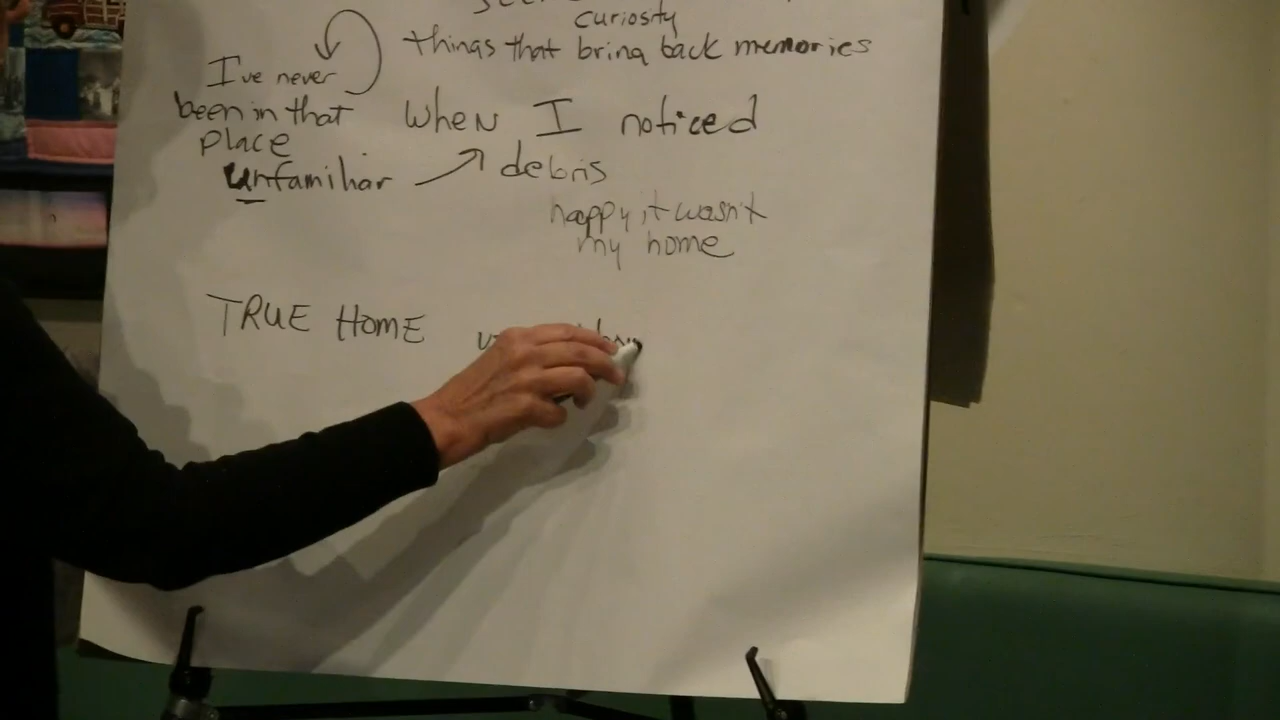 curiosity
things that bring back memories
I've never
been in that
place
unfamiliar
when I noticed
debris
happy it wasn't
my home
TRUE HOME